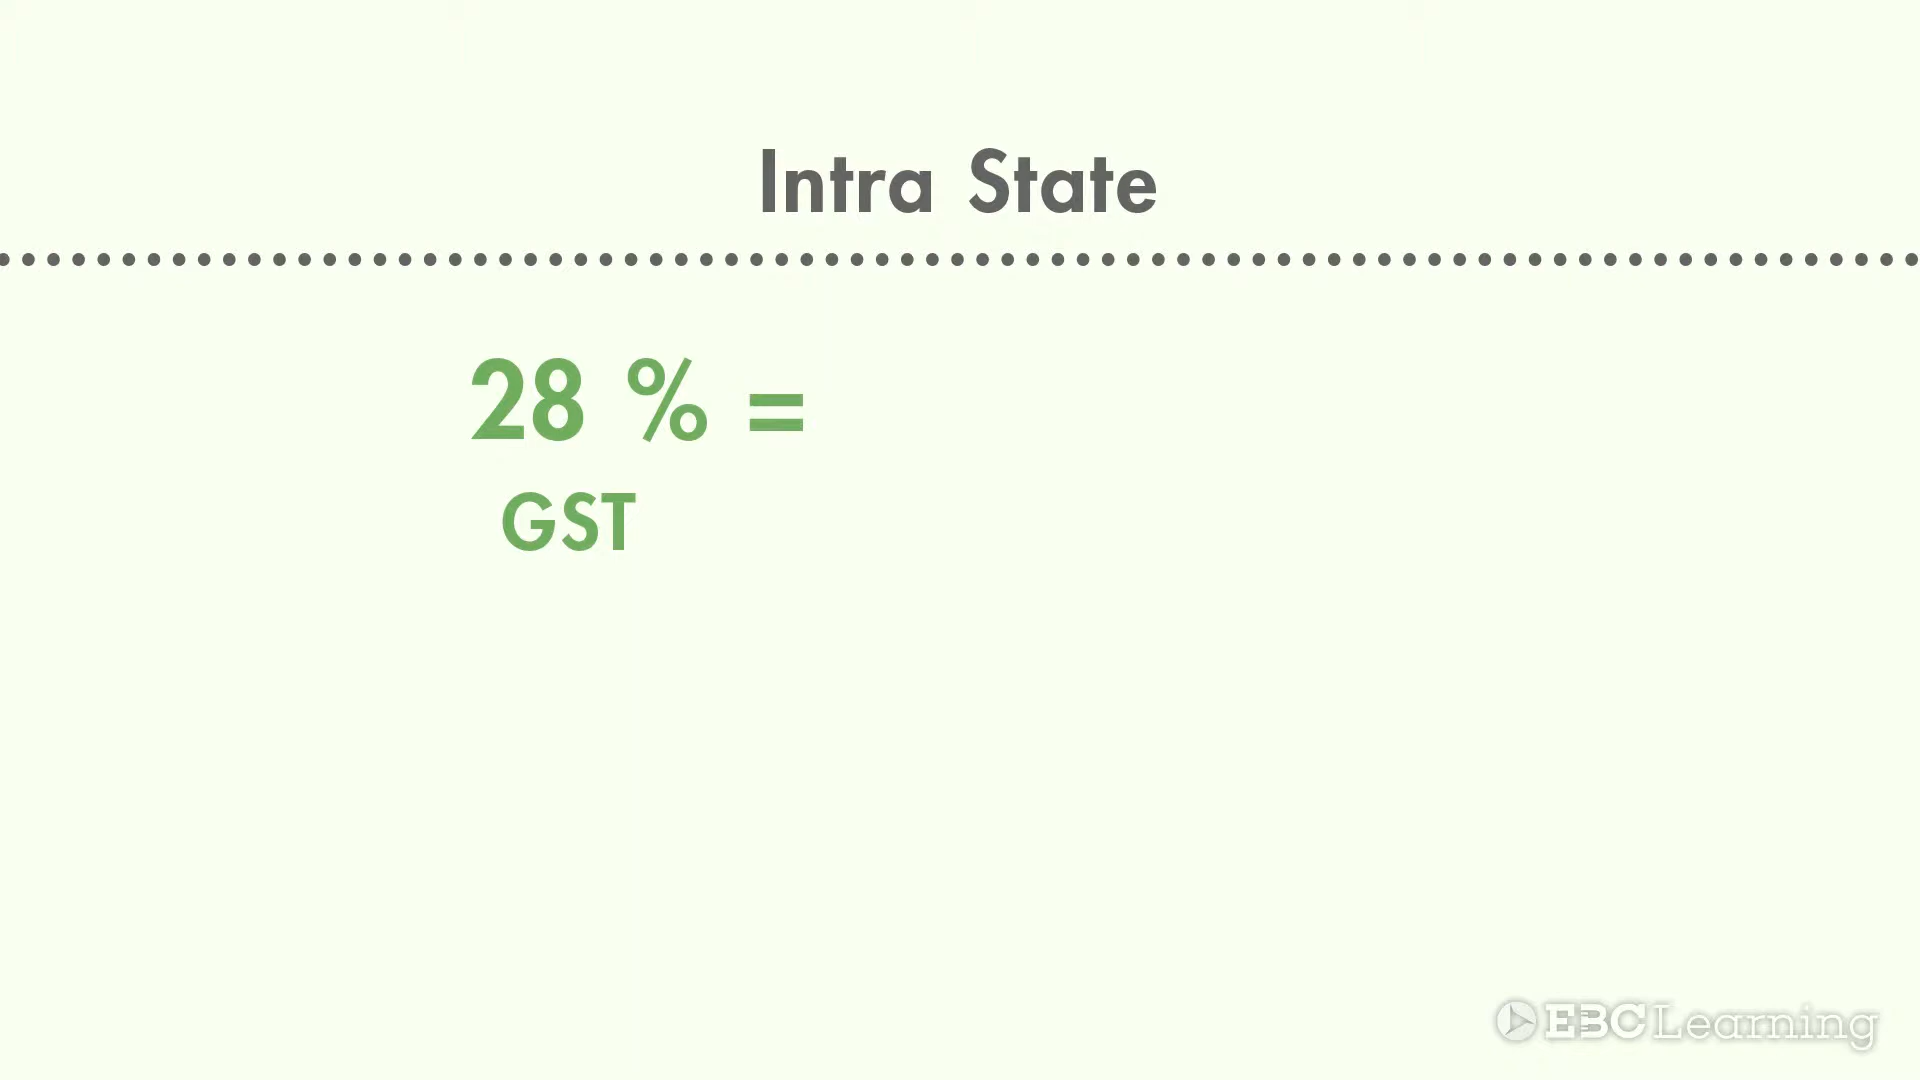 Intra State
28 % =
GST
EBC Learning